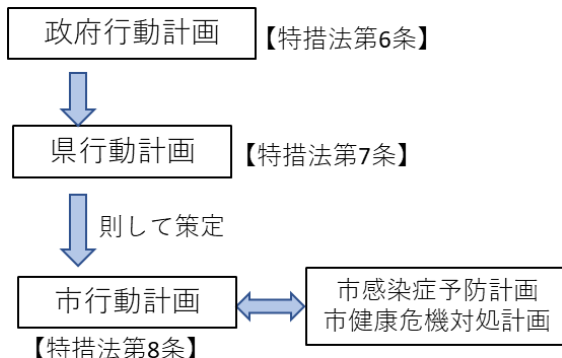 政府行動計画
【特措法第6条】
県行動計画
【特措法第7条】
則して策定
市行動計画
市感染症予防計画
市健康危機対処計画
【特措法第8条】